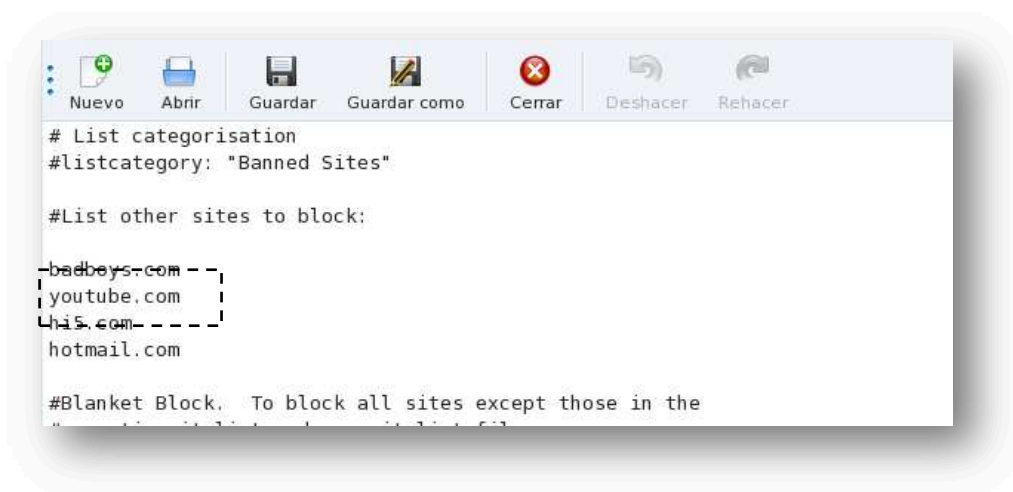 Nuevo Abrir Guardar Guardar como Cerrar Deshacer Rehacer
# List categorisation
#listcategory: "Banned Sites"
#List other sites to block:
badboys.com
youtube.com
hi5.com
hotmail.com
#Blanket Block.  To block all sites except those in the